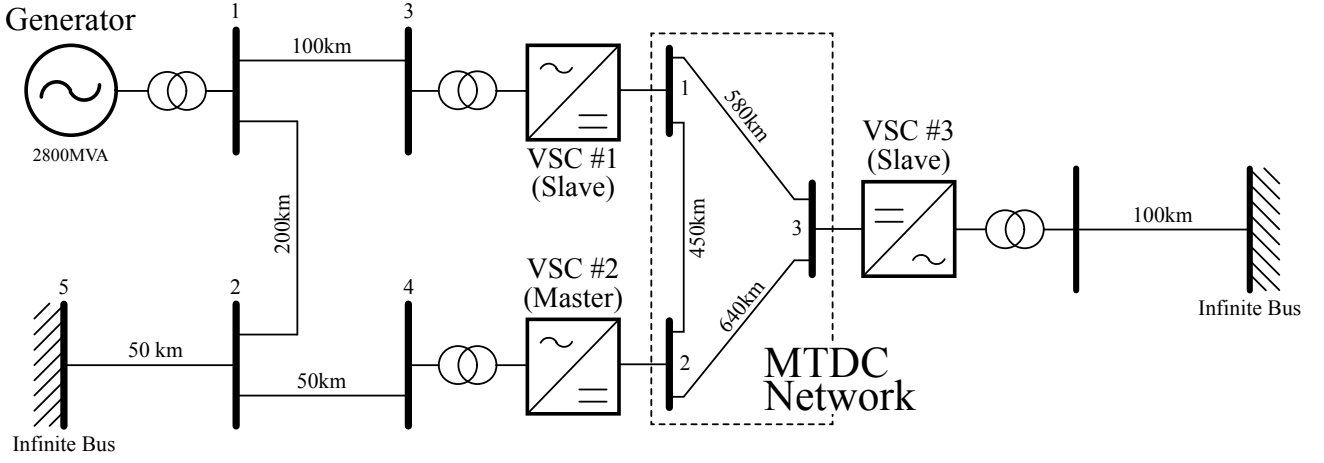 Generator
2800MVA
1
100km
3
VSC #1
(Slave)
1
580km
200km
450km
3
640km
VSC #3
(Slave)
100km
Infinite Bus
5
50 km
Infinite Bus
2
50km
4
VSC #2
(Master)
2
MTDC
Network